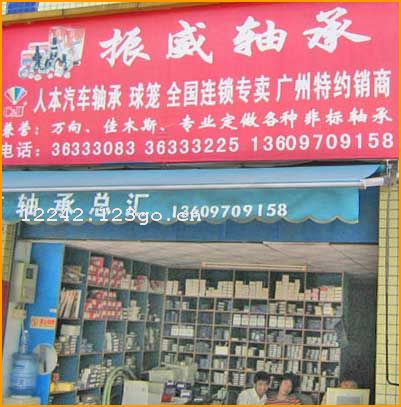 振威轴承
人本汽车轴承 球笼 全国连锁专卖 广州特约销商
兼营：万向、佳木斯、专业定做各种非标轴承
电话：36333083 36333225 13609709158
轴承总汇 13609709158
12242.123go.cn